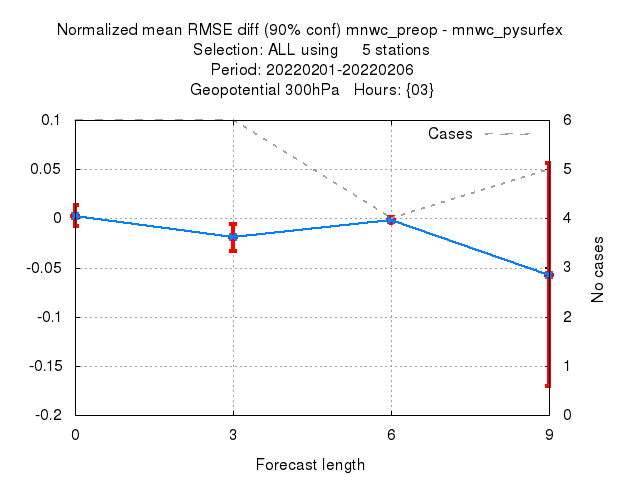 Normalized mean RMSE diff (90% conf) mnwc_preop - mnwc_pysurfex
Selection: ALL using     5 stations
Period: 20220201-20220206
Geopotential 300hPa   Hours: {03}
Cases
0.1
0.05
0
-0.05
-0.1
-0.15
-0.2
6
5
4
3
2
1
0
No cases
0
3
6
9
Forecast length